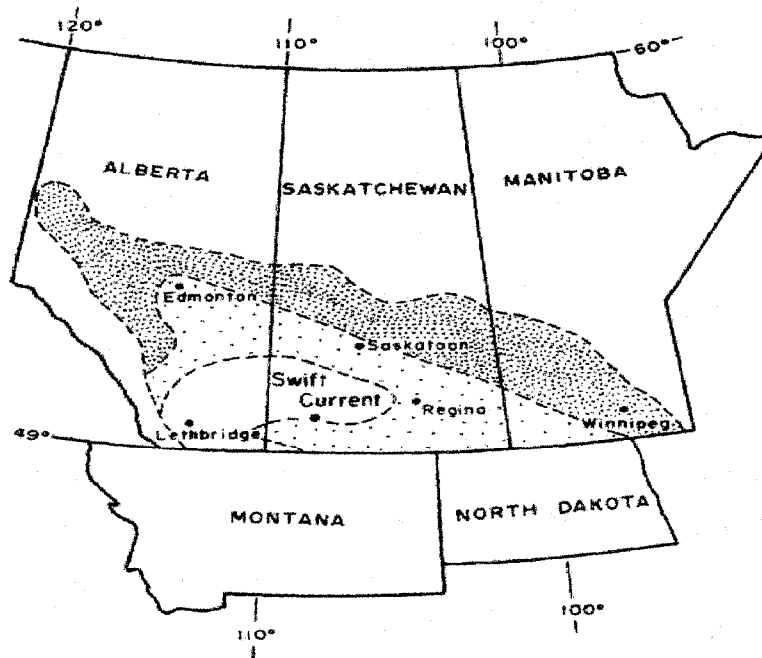 120°
110°
100°
60°
ALBERTA
SASKATCHEWAN
MANITOBA
Edmonton
Saskatoon
Swift
Current
Regina
Lethbridge
Winnipeg
49°
MONTANA
NORTH DAKOTA
110°
100°